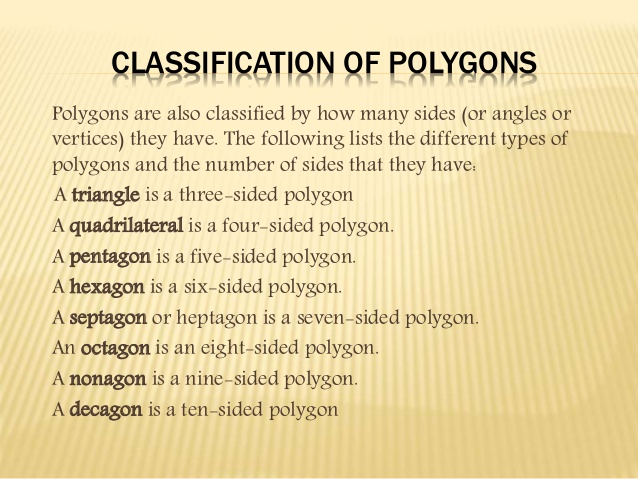 CLASSIFICATION OF POLYGONS
Polygons are also classified by how many sides (or angles or
vertices) they have. The following lists the different types of
polygons and the number of sides that they have:
A triangle is a three-sided polygon
A quadrilateral is a four-sided polygon.
A pentagon is a five-sided polygon.
A hexagon is a six-sided polygon.
A septagon or heptagon is a seven-sided polygon.
An octagon is an eight-sided polygon.
A nonagon is a nine-sided polygon.
A decagon is a ten-sided polygon